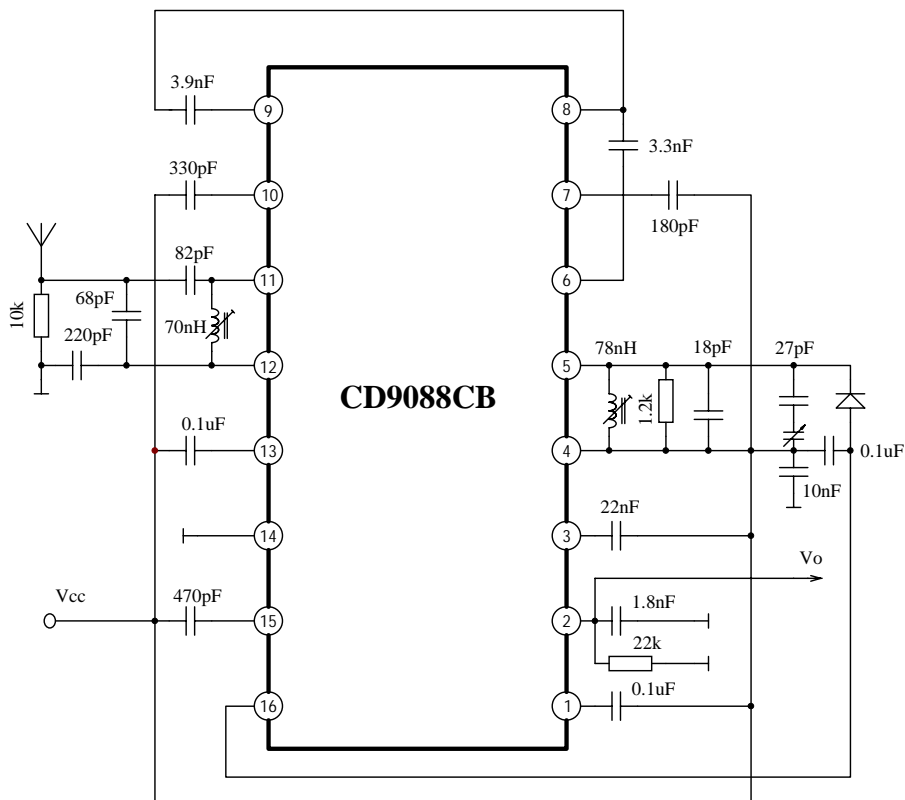 3.9nF
9
8
3.3nF
330pF
10
7
180pF
82pF
11
6
10k
68pF
220pF
70nH
12
5
78nH
1.2k
18pF
27pF
CD9088CB
0.1uF
13
4
0.1uF
10nF
14
3
22nF
Vo
Vcc
470pF
15
2
1.8nF
22k
16
1
0.1uF